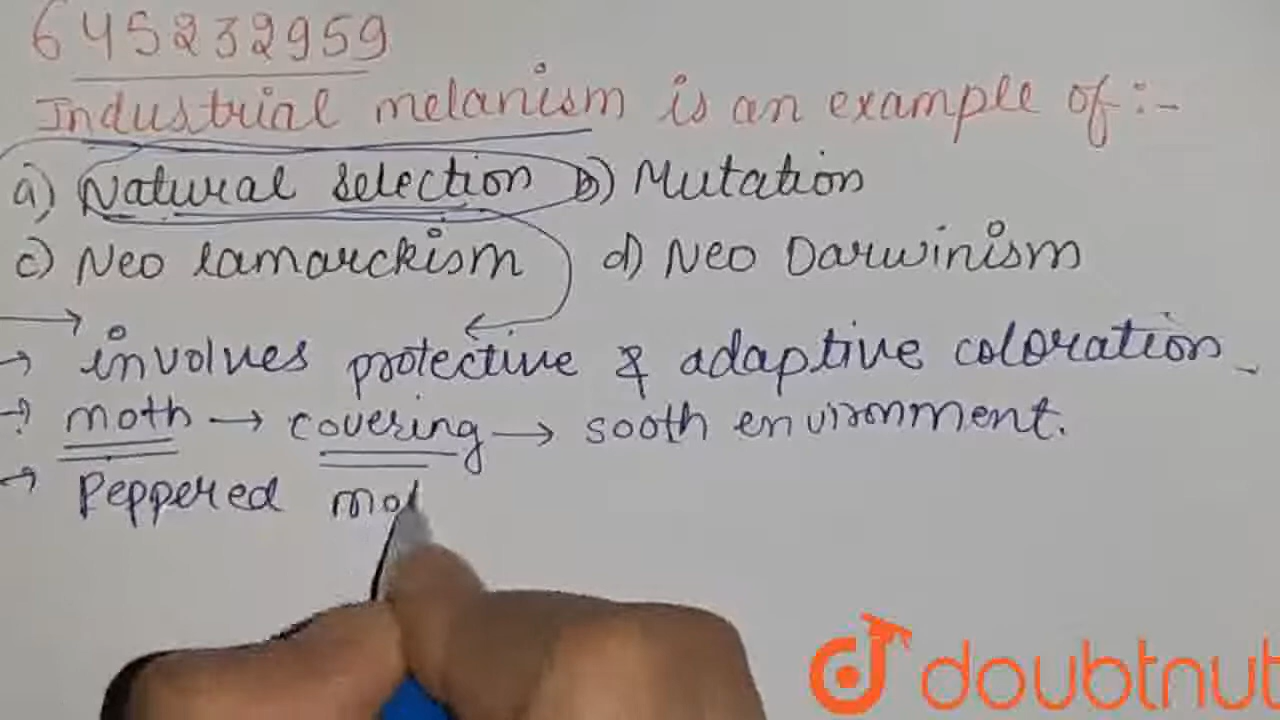 645232959
Industrial melanism is an example of :-
a) Natural selection b) Mutation
c) Neo lamarckism d) Neo Darwinism
→ involves protective & adaptive coloration
→ moth → covering → sooth environment.
→ Peppered mot
doubtnut